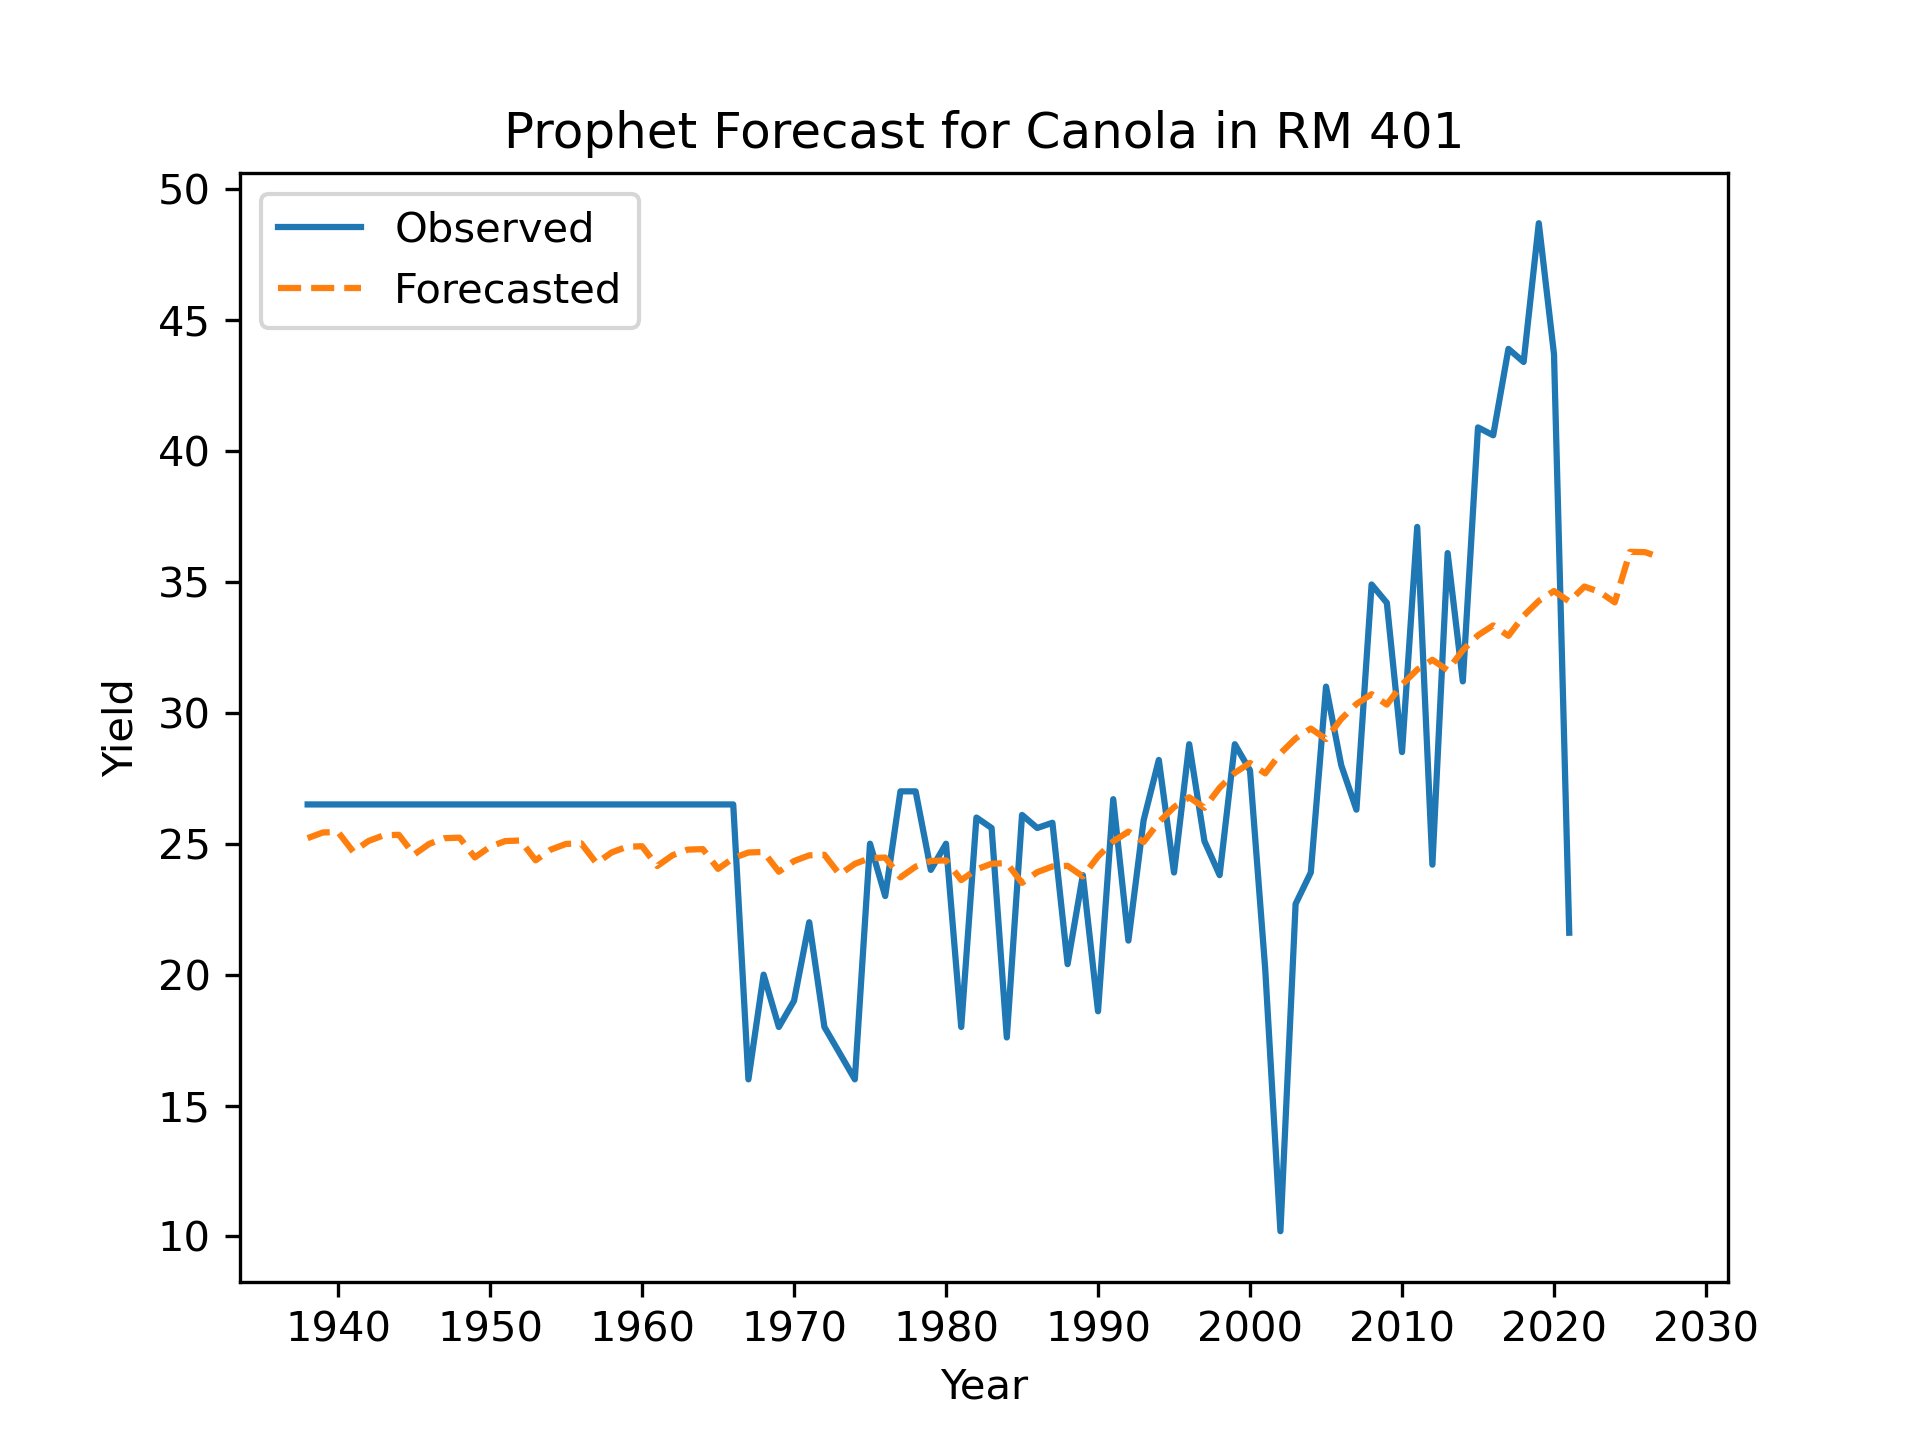 Prophet Forecast for Canola in RM 401
Observed
Forecasted
50
45
40
35
30
25
20
15
10
Yield
1940 1950 1960 1970 1980 1990 2000 2010 2020 2030
Year